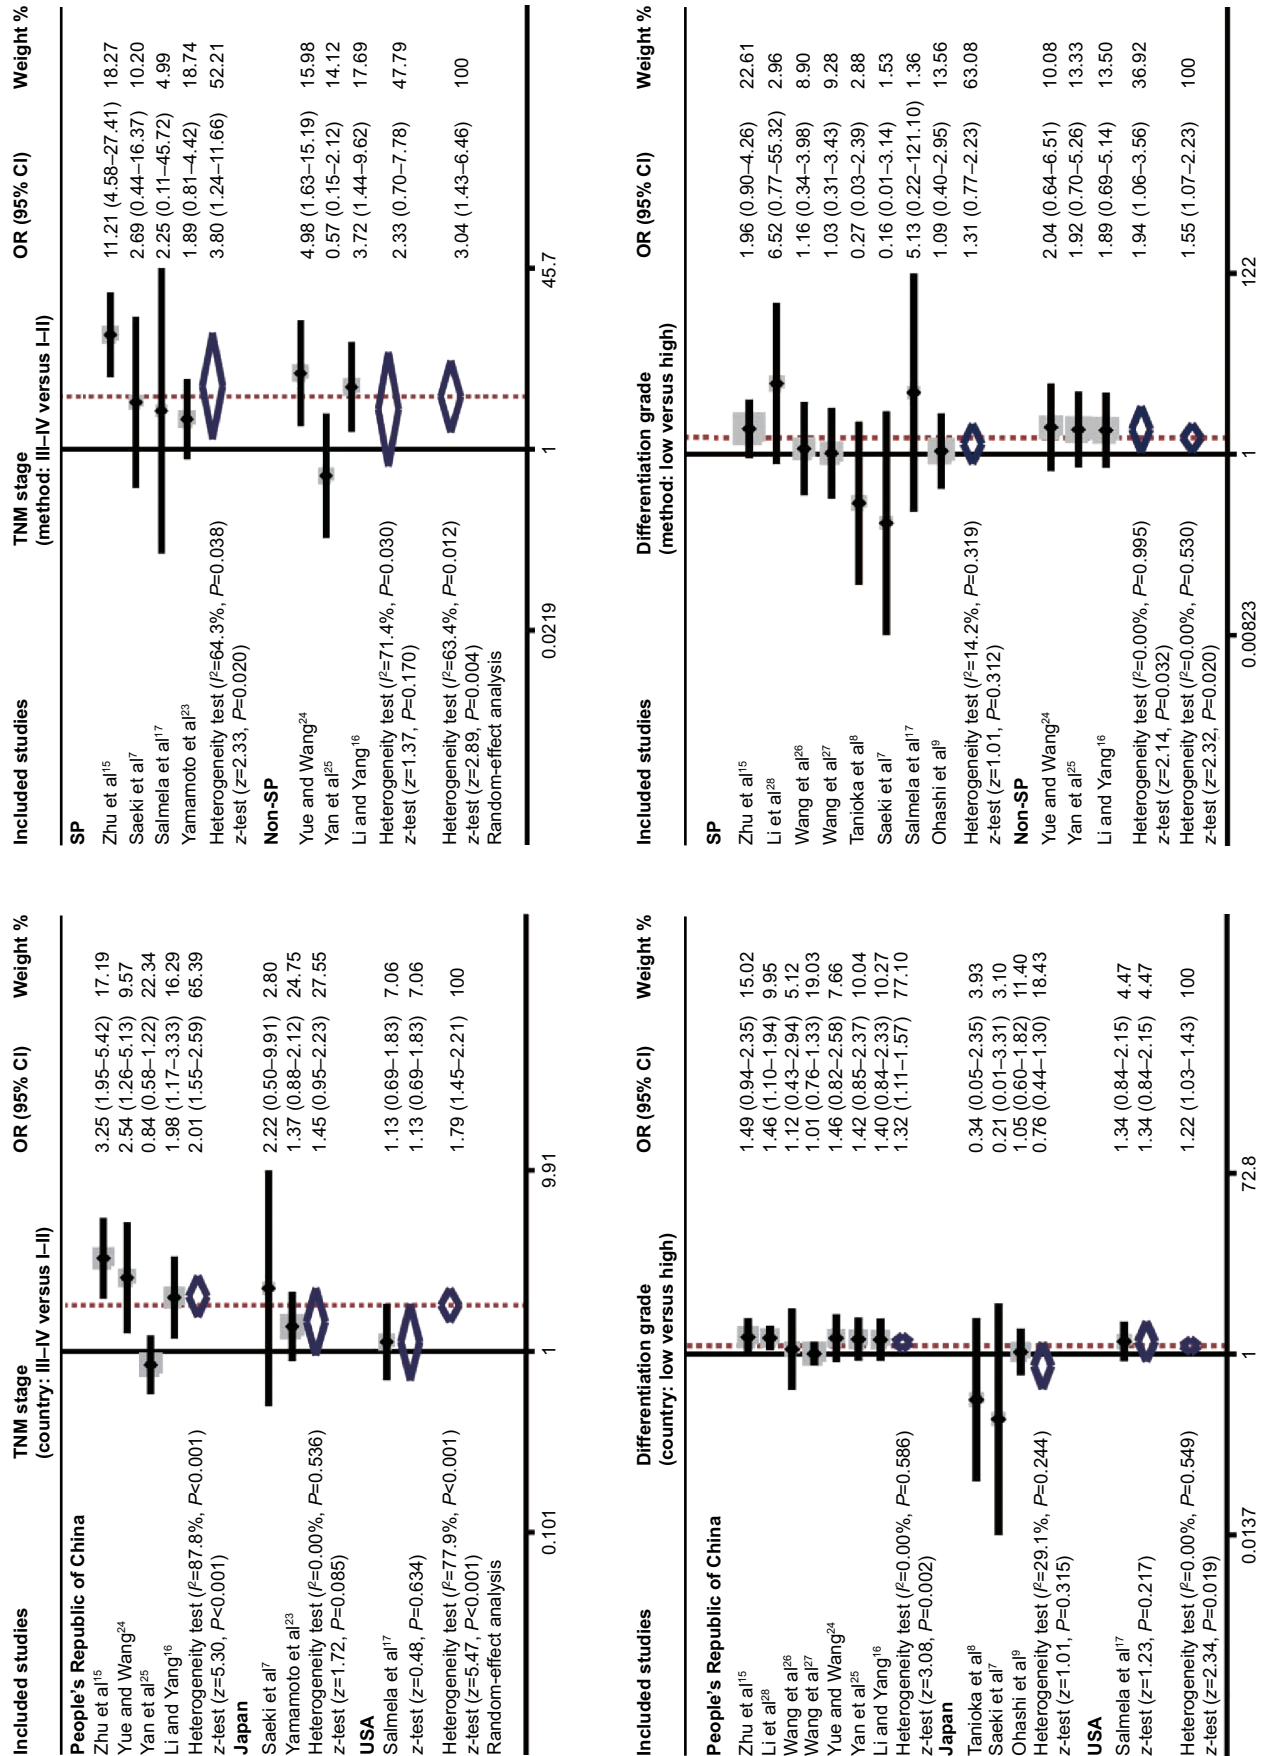 Included studies TNM stage OR (95% CI) Weight %
(country: III–IV versus I–II)
People's Republic of China
Zhu et al15 3.25 (1.95–5.42) 17.19
Yue and Wang24 2.54 (1.26–5.13) 9.57
Yan et al25 0.84 (0.58–1.22) 22.34
Li and Yang16 1.98 (1.17–3.33) 16.29
Heterogeneity test (I2=87.8%, P<0.001) 2.01 (1.55–2.59) 65.39
z-test (z=5.30, P<0.001)
Japan
Saeki et al7 2.22 (0.50–9.91) 2.80
Yamamoto et al23 1.37 (0.88–2.12) 24.75
Heterogeneity test (I2=0.00%, P=0.536) 1.45 (0.95–2.23) 27.55
z-test (z=1.72, P=0.085)
USA
Salmela et al17 1.13 (0.69–1.83) 7.06
z-test (z=0.48, P=0.634) 1.13 (0.69–1.83) 7.06
Heterogeneity test (I2=77.9%, P<0.001) 1.79 (1.45–2.21) 100
z-test (z=5.47, P<0.001)
Random-effect analysis
0.101 1 9.91
Included studies TNM stage OR (95% CI) Weight %
(method: III–IV versus I–II)
SP
Zhu et al15 11.21 (4.58–27.41) 18.27
Saeki et al7 2.69 (0.44–16.37) 10.20
Salmela et al17 2.25 (0.11–45.72) 4.99
Yamamoto et al23 1.89 (0.81–4.42) 18.74
Heterogeneity test (I2=64.3%, P=0.038) 3.80 (1.24–11.66) 52.21
z-test (z=2.33, P=0.020)
Non-SP
Yue and Wang24 4.98 (1.63–15.19) 15.98
Yan et al25 0.57 (0.15–2.12) 14.12
Li and Yang16 3.72 (1.44–9.62) 17.69
Heterogeneity test (I2=71.4%, P=0.030) 2.33 (0.70–7.78) 47.79
z-test (z=1.37, P=0.170)
Heterogeneity test (I2=63.4%, P=0.012) 3.04 (1.43–6.46) 100
z-test (z=2.89, P=0.004)
Random-effect analysis
0.0219 1 45.7
Included studies Differentiation grade OR (95% CI) Weight %
(country: low versus high)
People's Republic of China
Zhu et al15 1.49 (0.94–2.35) 15.02
Li et al28 1.46 (1.10–1.94) 9.95
Wang et al26 1.12 (0.43–2.94) 5.12
Wang et al27 1.01 (0.76–1.33) 19.03
Yue and Wang24 1.46 (0.82–2.58) 7.66
Yan et al25 1.42 (0.85–2.37) 10.04
Li and Yang16 1.40 (0.84–2.33) 10.27
Heterogeneity test (I2=0.00%, P=0.586) 1.32 (1.11–1.57) 77.10
z-test (z=3.08, P=0.002)
Japan
Tanioka et al8 0.34 (0.05–2.35) 3.93
Saeki et al7 0.21 (0.01–3.31) 3.10
Ohashi et al9 1.05 (0.60–1.82) 11.40
Heterogeneity test (I2=29.1%, P=0.244) 0.76 (0.44–1.30) 18.43
z-test (z=1.01, P=0.315)
USA
Salmela et al17 1.34 (0.84–2.15) 4.47
z-test (z=1.23, P=0.217) 1.34 (0.84–2.15) 4.47
Heterogeneity test (I2=0.00%, P=0.549) 1.22 (1.03–1.43) 100
z-test (z=2.34, P=0.019)
0.0137 1 72.8
Included studies Differentiation grade OR (95% CI) Weight %
(method: low versus high)
SP
Zhu et al15 1.96 (0.90–4.26) 22.61
Li et al28 6.52 (0.77–55.32) 2.96
Wang et al26 1.16 (0.34–3.98) 8.90
Wang et al27 1.03 (0.31–3.43) 9.28
Tanioka et al8 0.27 (0.03–2.39) 2.88
Saeki et al7 0.16 (0.01–3.14) 1.53
Salmela et al17 5.13 (0.22–121.10) 1.36
Ohashi et al9 1.09 (0.40–2.95) 13.56
Heterogeneity test (I2=14.2%, P=0.319) 1.31 (0.77–2.23) 63.08
z-test (z=1.01, P=0.312)
Non-SP
Yue and Wang24 2.04 (0.64–6.51) 10.08
Yan et al25 1.92 (0.70–5.26) 13.33
Li and Yang16 1.89 (0.69–5.14) 13.50
Heterogeneity test (I2=0.00%, P=0.995) 1.94 (1.06–3.56) 36.92
z-test (z=2.14, P=0.032)
Heterogeneity test (I2=0.00%, P=0.530) 1.55 (1.07–2.23) 100
z-test (z=2.32, P=0.020)
0.00823 1 122